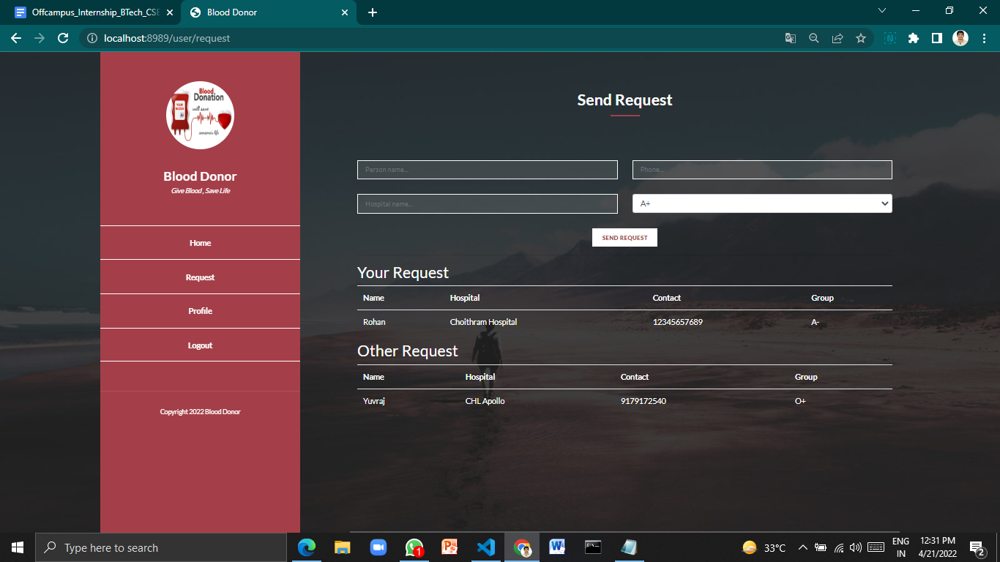 Offcampus_Internship_BTech_CSE
Blood Donor
localhost:8989/user/request
Blood
Donation
will save
someone's life
YOUR
BLOOD
Blood Donor
Give Blood , Save Life
Home
Request
Profile
Logout
Copyright 2022 Blood Donor
Send Request
Person name...
Phone...
Hospital name...
A+
SEND REQUEST
Your Request
Name Hospital Contact Group
Rohan Choithram Hospital 12345657689 A-
Other Request
Name Hospital Contact Group
Yuvraj CHL Apollo 9179172540 O+
Type here to search
1
33°C
ENG
IN
12:31 PM
4/21/2022
2